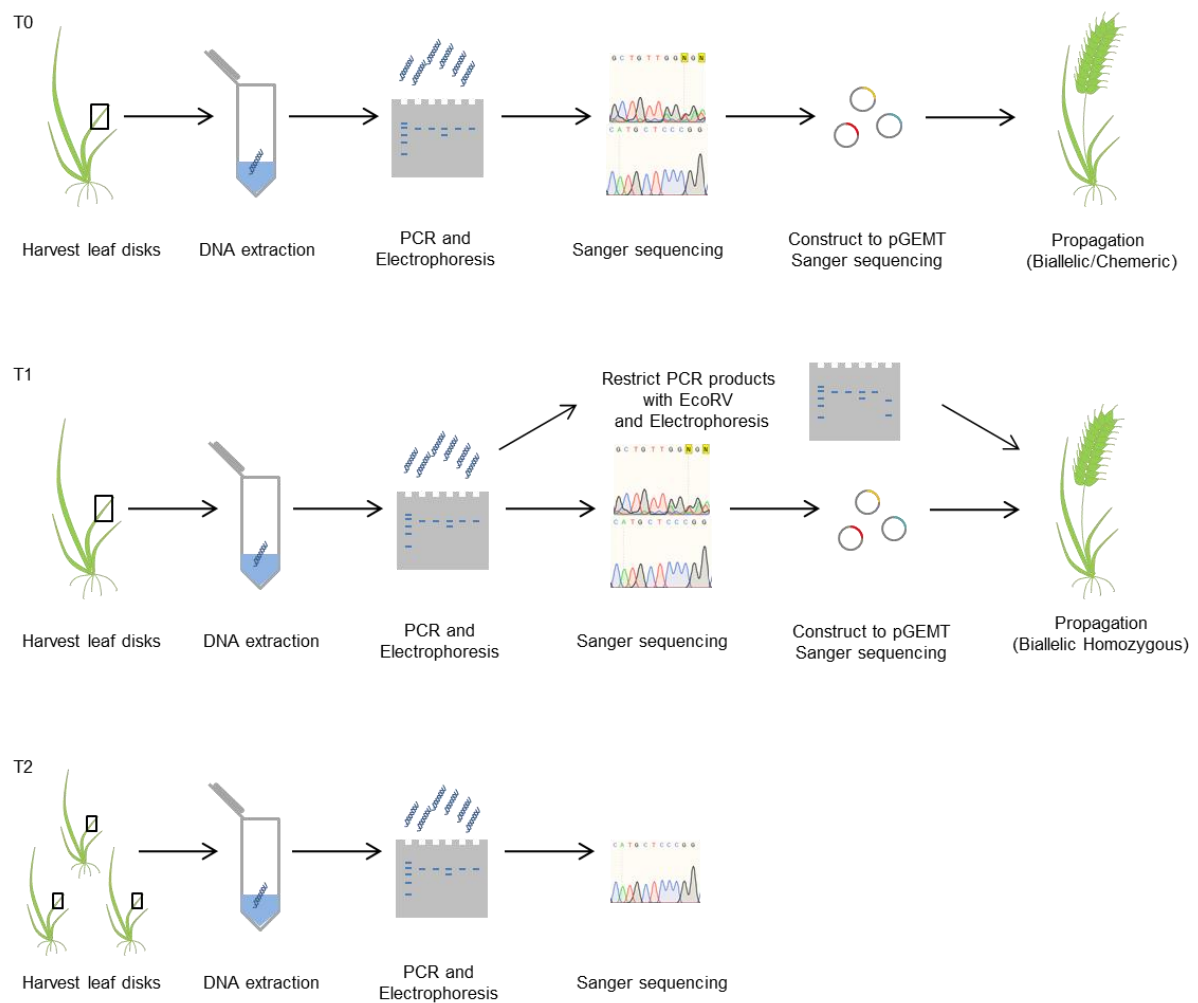 T0
G C T G T T G G N G N
C A T G C T C C C G G
Harvest leaf disks
DNA extraction
PCR and
Electrophoresis
Sanger sequencing
Construct to pGEMT
Sanger sequencing
Propagation
(Biallelic/Chemeric)
T1
Restrict PCR products
with EcoRV
and Electrophoresis
G C T G T T G G N G N
C A T G C T C C C G G
Harvest leaf disks
DNA extraction
PCR and
Electrophoresis
Sanger sequencing
Construct to pGEMT
Sanger sequencing
Propagation
(Biallelic Homozygous)
T2
C A T G C T C C C G G
Harvest leaf disks
DNA extraction
PCR and
Electrophoresis
Sanger sequencing